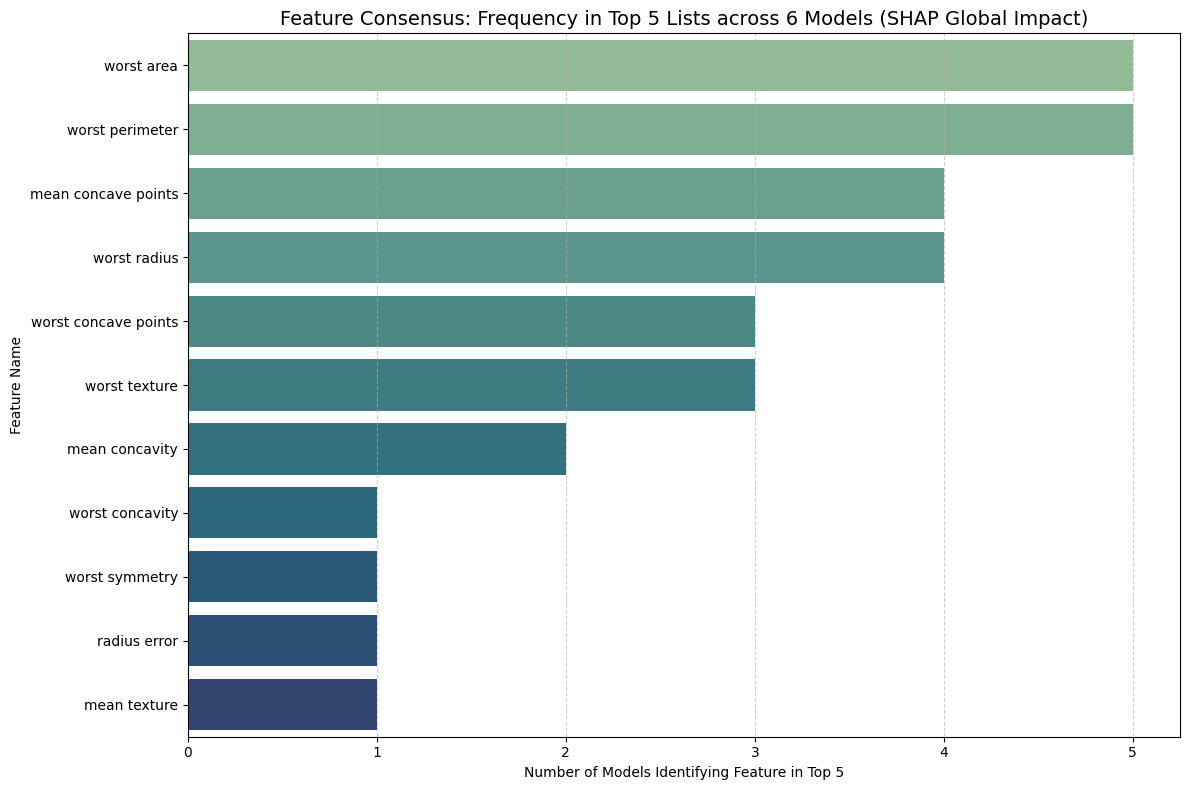 Feature Consensus: Frequency in Top 5 Lists across 6 Models (SHAP Global Impact)
Feature Name
worst area
worst perimeter
mean concave points
worst radius
worst concave points
worst texture
mean concavity
worst concavity
worst symmetry
radius error
mean texture
0 1 2 3 4 5
Number of Models Identifying Feature in Top 5